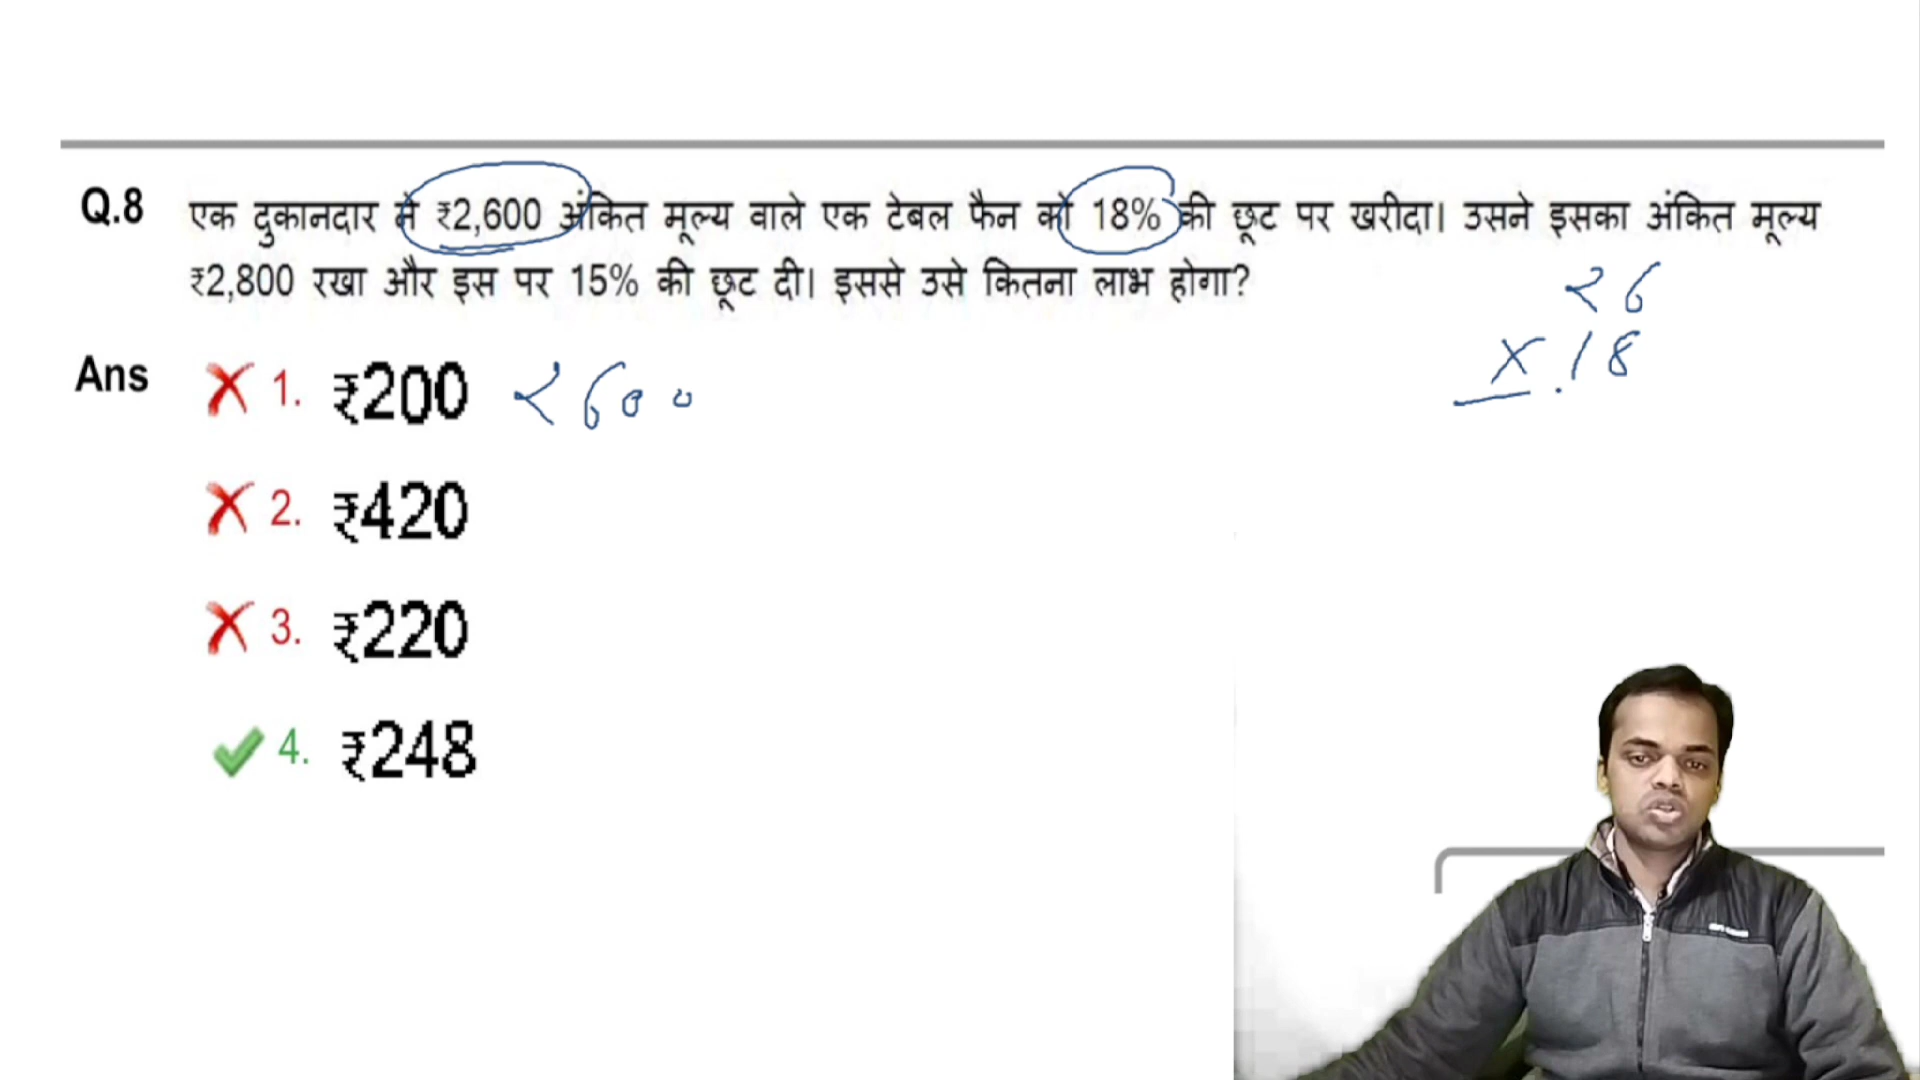 Q.8 एक दुकानदार ने ₹2,600 अंकित मूल्य वाले एक टेबल फैन को 18% की छूट पर खरीदा। उसने इसका अंकित मूल्य
₹2,800 रखा और इस पर 15% की छूट दी। इससे उसे कितना लाभ होगा?
26
x 18
Ans 1. ₹200 2600
2. ₹420
3. ₹220
4. ₹248